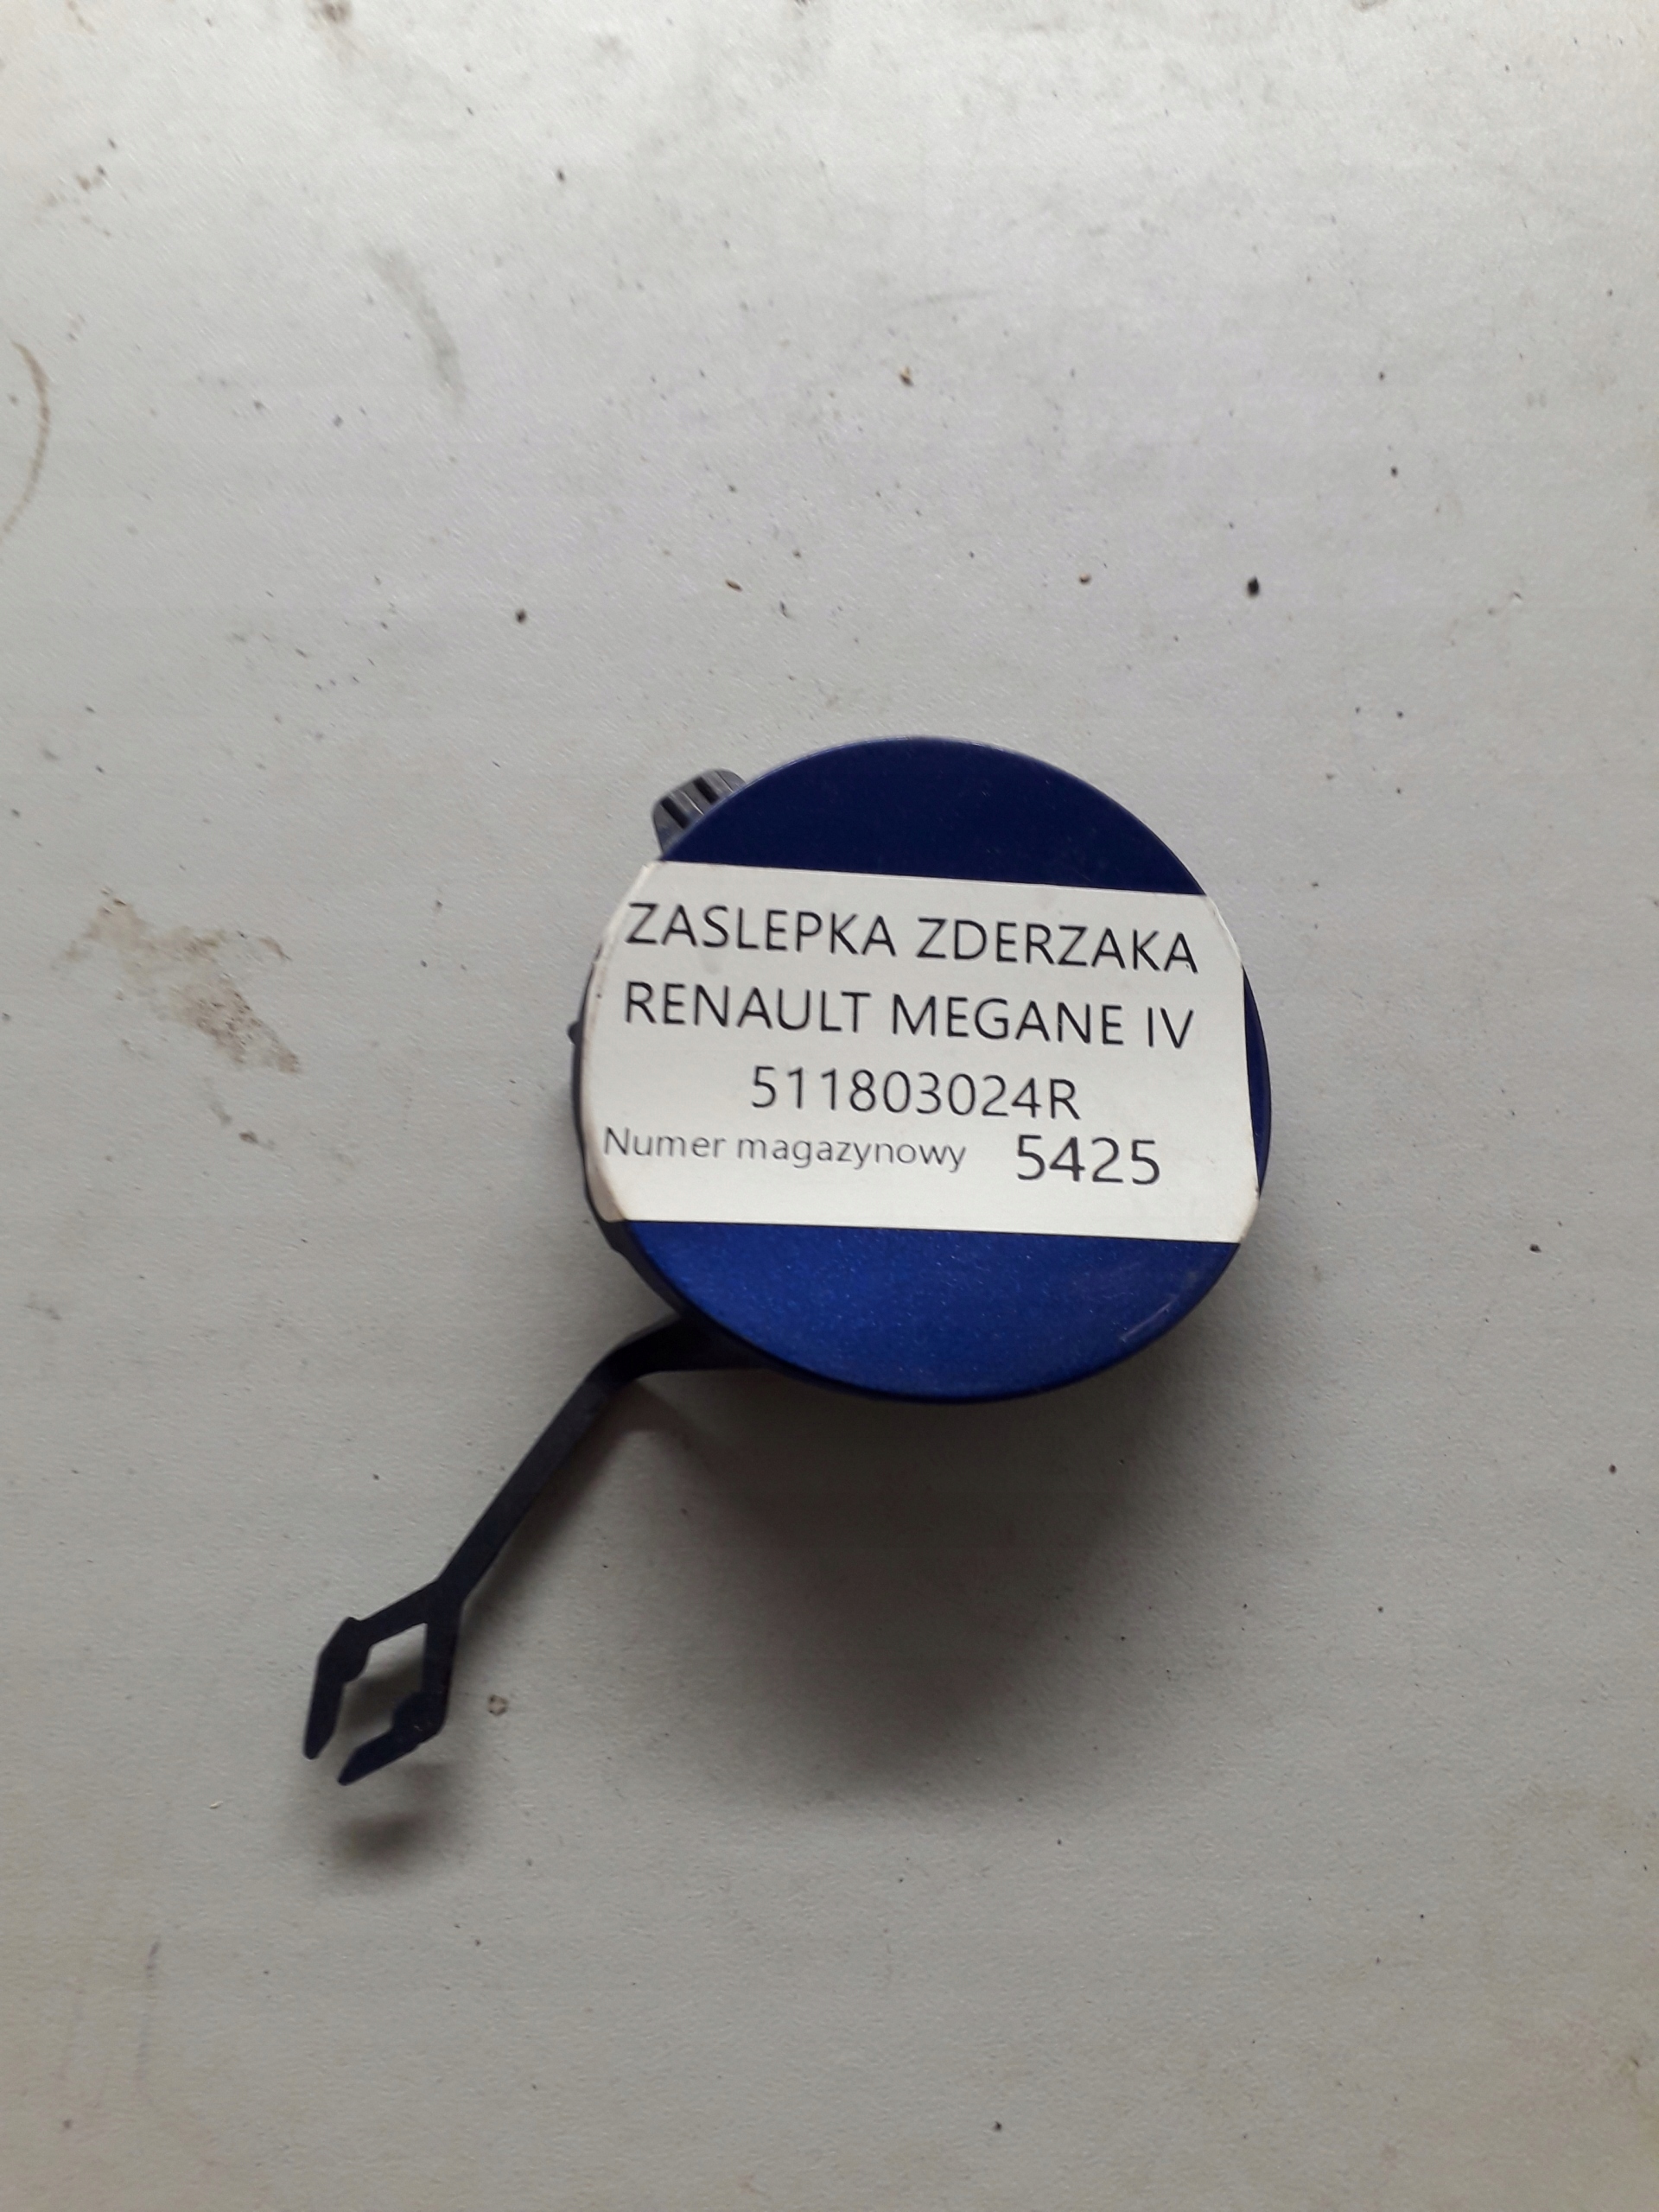 ZASLEPKA ZDERZAKA
RENAULT MEGANE IV
511803024R
Numer magazynowy 5425